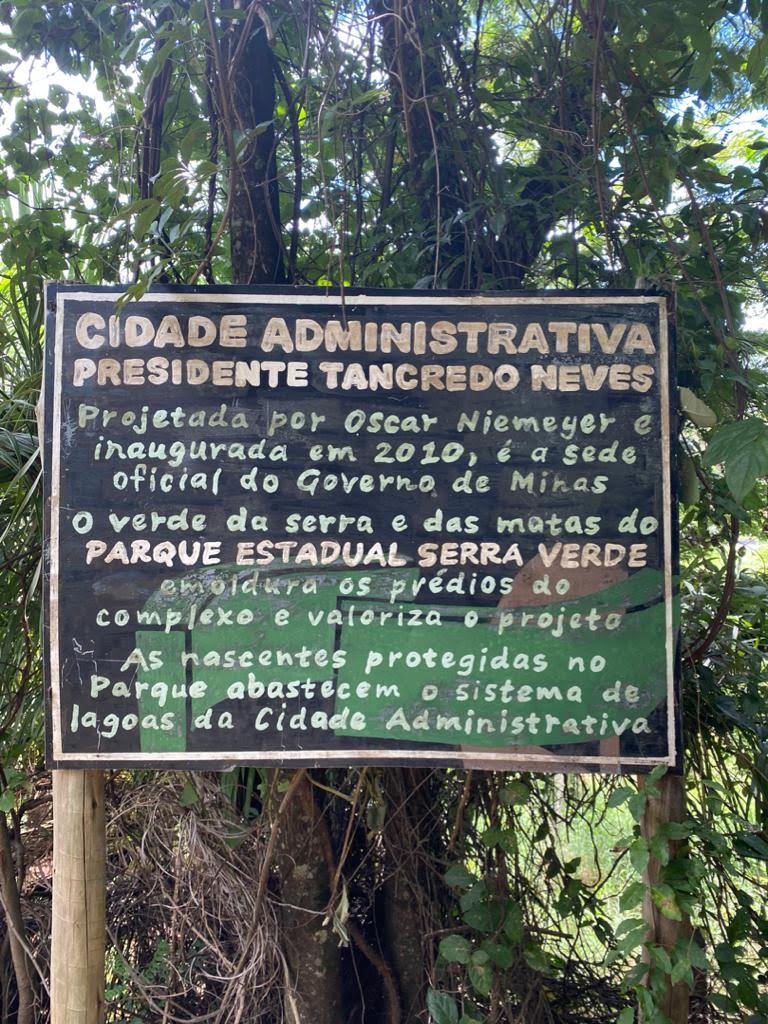 CIDADE ADMINISTRATIVA
PRESIDENTE TANCREDO NEVES
Projetada por Oscar Niemeyer e
inaugurada em 2010, é a sede
oficial do Governo de Minas
O verde da serra e das matas do
PARQUE ESTADUAL SERRA VERDE
emoldura os prédios do
complexo e valoriza o projeto
As nascentes protegidas no
Parque abastecem o sistema de
lagoas da Cidade Administrativa